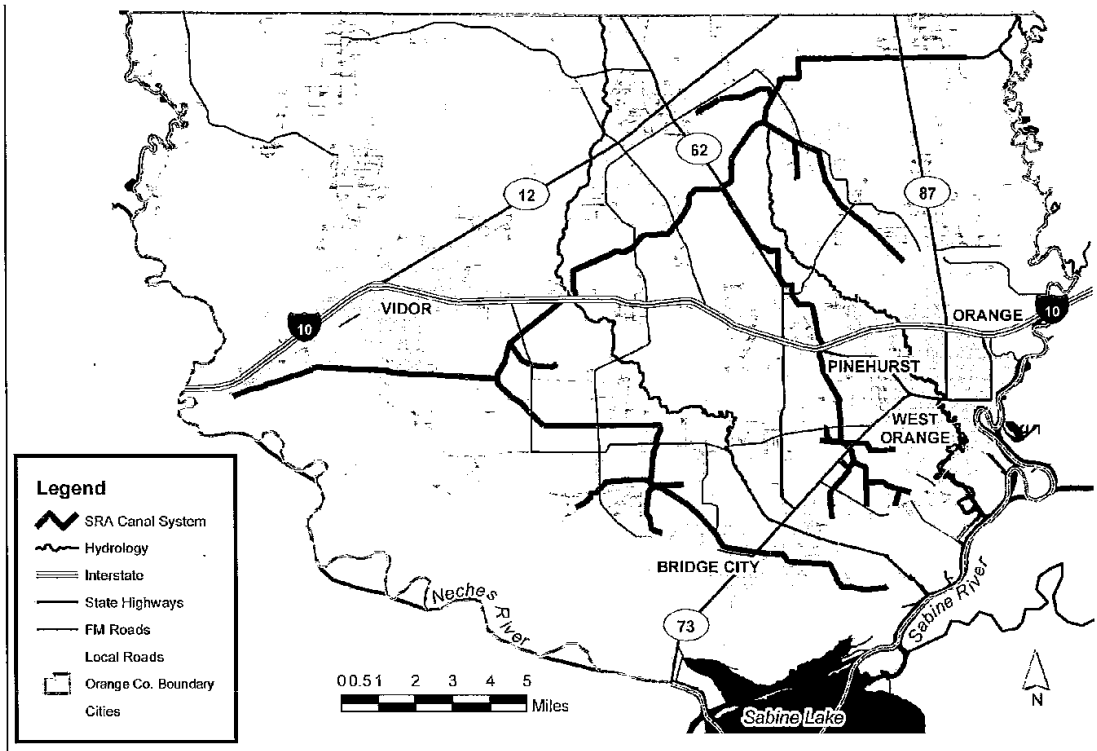 62
12
87
VIDOR
10
ORANGE
10
PINEHURST
WEST
ORANGE
BRIDGE CITY
Neches
River
Sabine River
73
Sabine Lake
Legend
SRA Canal System
Hydrology
Interstate
State Highways
FM Roads
Local Roads
Orange Co. Boundary
Cities
0 0.5 1 2 3 4 5
Miles
N